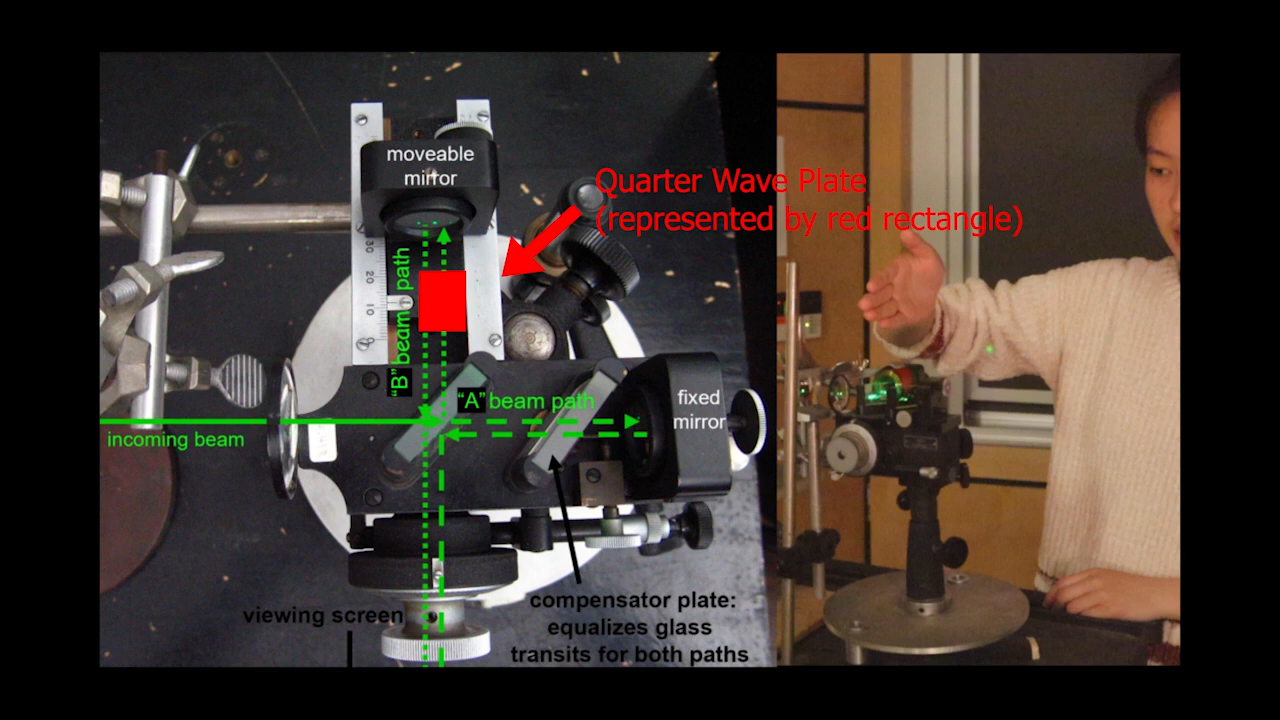 moveable
mirror
Quarter Wave Plate
(represented by red rectangle)
30
20
10
0
"B" beam path
"A" beam path
fixed
mirror
incoming beam
viewing screen
compensator plate:
equalizes glass
transits for both paths